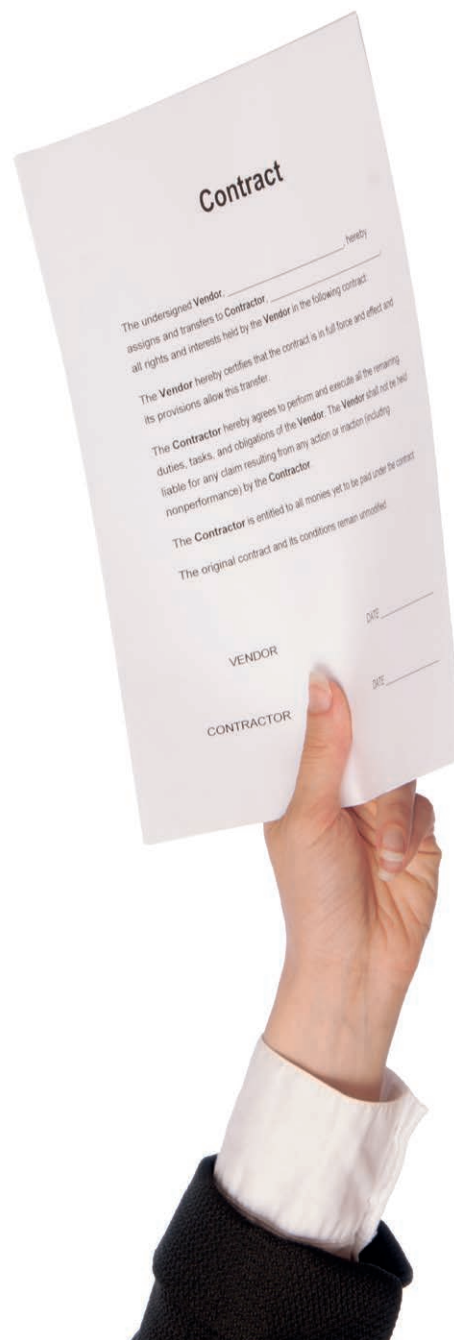 Contract
The undersigned Vendor, ____________________, hereby
assigns and transfers to Contractor, ____________________
all rights and interests held by the Vendor in the following contract:
The Vendor hereby certifies that the contract is in full force and effect and
its provisions allow this transfer.
The Contractor hereby agrees to perform and execute all the remaining
duties, tasks, and obligations of the Vendor. The Vendor shall not be held
liable for any claim resulting from any action or inaction (including
nonperformance) by the Contractor.
The Contractor is entitled to all monies yet to be paid under the contract
The original contract and its conditions remain unmodified
DATE __________
VENDOR
DATE __________
CONTRACTOR